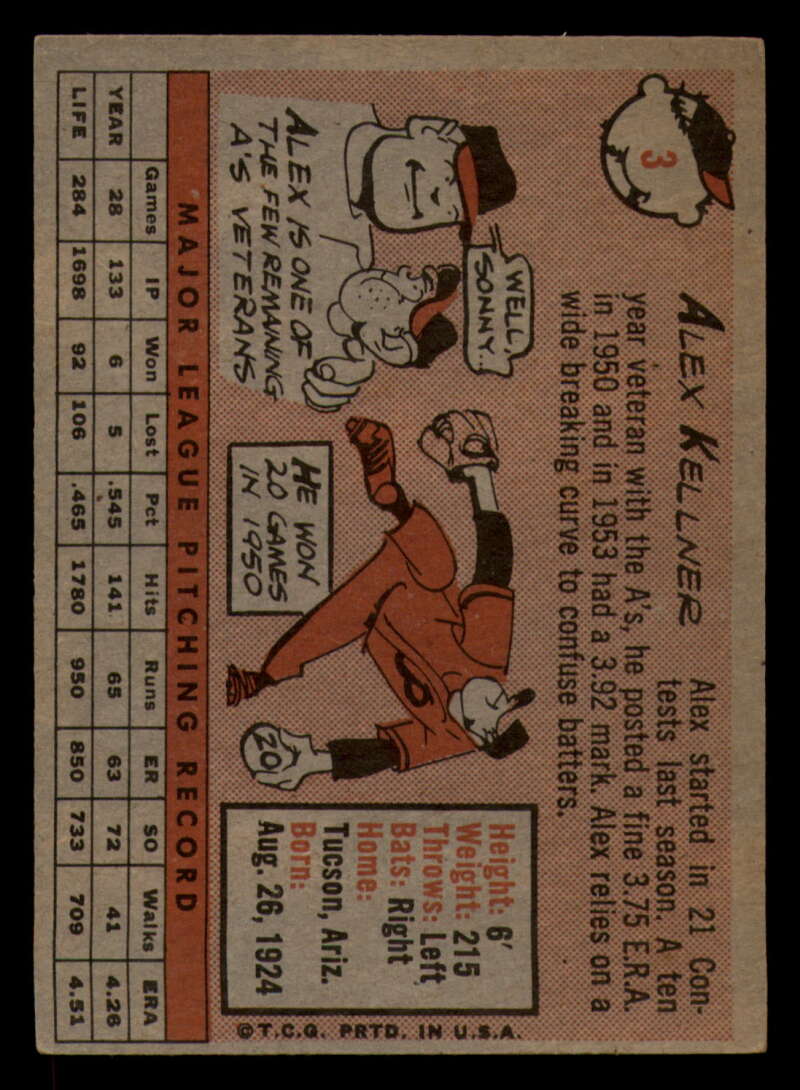 3
ALEX KELLNER
Alex started in 21 Con-
tests last season. A ten
year veteran with the A's, he posted a fine 3.75 E.R.A.
in 1950 and in 1953 had a 3.92 mark. Alex relies on a
wide breaking curve to confuse batters.
WELL,
SONNY...
ALEX IS ONE OF
THE FEW REMAINING
A'S VETERANS
HE WON
20 GAMES
IN 1950
20
Height: 6'
Weight: 215
Throws: Left
Bats: Right
Home:
Tucson, Ariz.
Born:
Aug. 26, 1924
© T.C.G. PRTD. IN U.S.A.
MAJOR LEAGUE PITCHING RECORD
Games IP Won Lost Pct Hits Runs ER SO Walks ERA
YEAR 28 133 6 5 .545 141 65 63 72 41 4.26
LIFE 284 1698 92 106 .465 1780 950 850 733 709 4.51